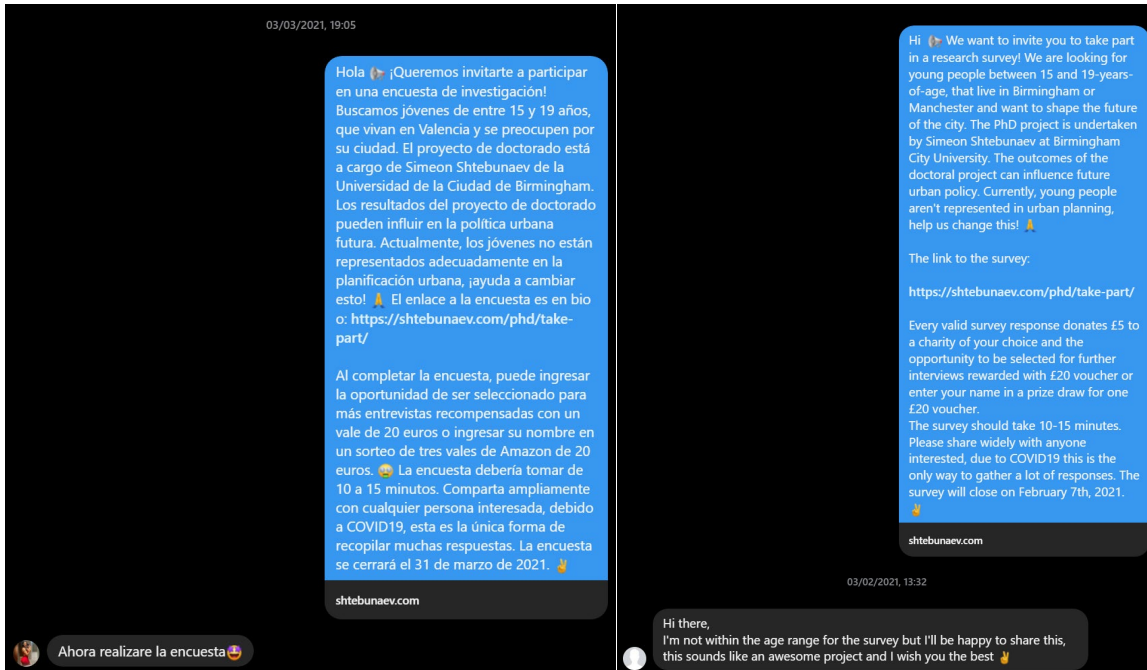 03/03/2021, 19:05
Hola 👋🏽 ¡Queremos invitarte a participar
en una encuesta de investigación!
Buscamos jóvenes de entre 15 y 19 años,
que vivan en Valencia y se preocupen por
su ciudad. El proyecto de doctorado está
a cargo de Simeon Shtebunaev de la
Universidad de la Ciudad de Birmingham.
Los resultados del proyecto de doctorado
pueden influir en la política urbana
futura. Actualmente, los jóvenes no están
representados adecuadamente en la
planificación urbana, ¡ayuda a cambiar
esto! 🙏 El enlace a la encuesta es en bio
o: https://shtebunaev.com/phd/take-
part/
Al completar la encuesta, puede ingresar
la oportunidad de ser seleccionado para
más entrevistas recompensadas con un
vale de 20 euros o ingresar su nombre en
un sorteo de tres vales de Amazon de 20
euros. La encuesta debería tomar de
10 a 15 minutos. Comparta ampliamente
con cualquier persona interesada, debido
a COVID19, esta es la única forma de
recopilar muchas respuestas. La encuesta
se cerrará el 31 de marzo de 2021. ✌
shtebunaev.com
Ahora realizare la encuesta🤩
Hi 👋🏽 We want to invite you to take part
in a research survey! We are looking for
young people between 15 and 19-years-
of-age, that live in Birmingham or
Manchester and want to shape the future
of the city. The PhD project is undertaken
by Simeon Shtebunaev at Birmingham
City University. The outcomes of the
doctoral project can influence future
urban policy. Currently, young people
aren't represented in urban planning,
help us change this! 🙏
The link to the survey:
https://shtebunaev.com/phd/take-part/
Every valid survey response donates £5 to
a charity of your choice and the
opportunity to be selected for further
interviews rewarded with £20 voucher or
enter your name in a prize draw for one
£20 voucher.
The survey should take 10-15 minutes.
Please share widely with anyone
interested, due to COVID19 this is the
only way to gather a lot of responses. The
survey will close on February 7th, 2021.
✌
shtebunaev.com
03/02/2021, 13:32
Hi there,
I'm not within the age range for the survey but I'll be happy to share this,
this sounds like an awesome project and I wish you the best ✌